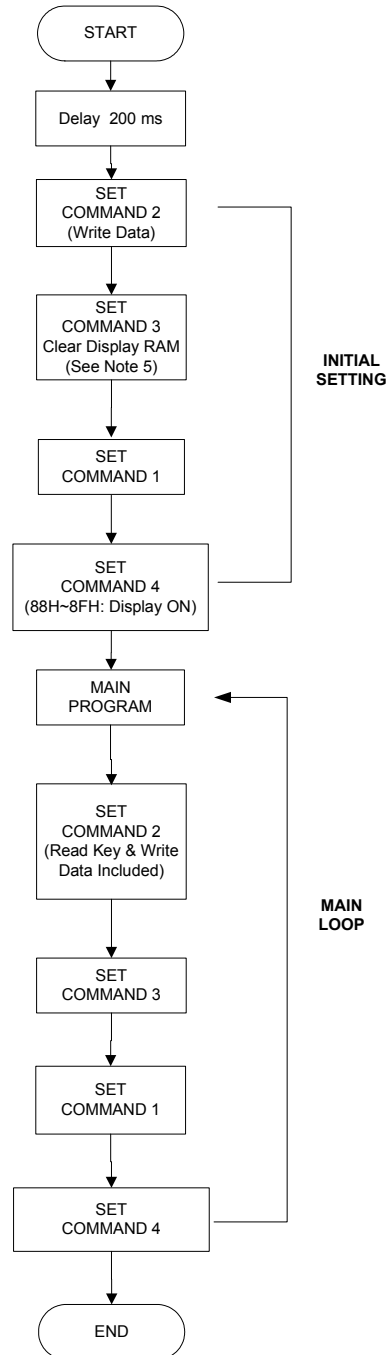 START
Delay 200 ms
SET
COMMAND 2
(Write Data)
SET
COMMAND 3
Clear Display RAM
(See Note 5)
INITIAL
SETTING
SET
COMMAND 1
SET
COMMAND 4
(88H~8FH: Display ON)
MAIN
PROGRAM
SET
COMMAND 2
(Read Key & Write
Data Included)
MAIN
LOOP
SET
COMMAND 3
SET
COMMAND 1
SET
COMMAND 4
END